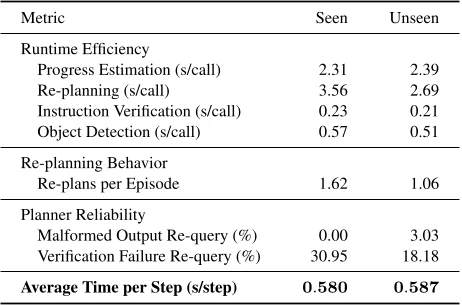 Metric Seen Unseen
Runtime Efficiency
Progress Estimation (s/call) 2.31 2.39
Re-planning (s/call) 3.56 2.69
Instruction Verification (s/call) 0.23 0.21
Object Detection (s/call) 0.57 0.51
Re-planning Behavior
Re-plans per Episode 1.62 1.06
Planner Reliability
Malformed Output Re-query (%) 0.00 3.03
Verification Failure Re-query (%) 30.95 18.18
Average Time per Step (s/step) 0.580 0.587